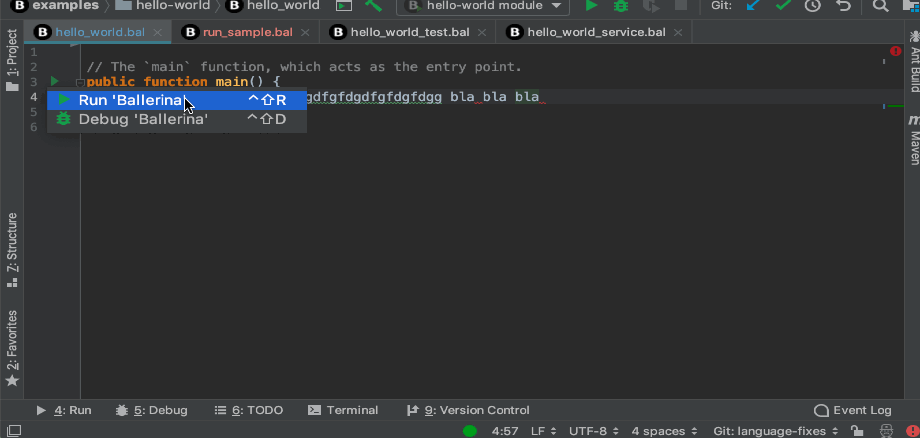 examples hello-world hello_world hello-world module Git:
hello_world.bal run_sample.bal hello_world_test.bal hello_world_service.bal
1: Project
Z: Structure
2: Favorites
1
2 // The `main` function, which acts as the entry point.
3 public function main() {
4 gdfgfdgdfgfdgfdgg bla bla bla
5
6
Run 'Ballerina' ^⇧R
Debug 'Ballerina' ^⇧D
Ant Build
Maven
4: Run 5: Debug 6: TODO Terminal 9: Version Control Event Log
4:57 LF UTF-8 4 spaces Git: language-fixes